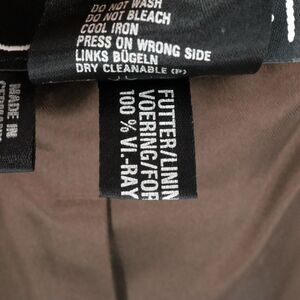 DO NOT WASH
DO NOT BLEACH
COOL IRON
PRESS ON WRONG SIDE
LINKS BÜGELN
DRY CLEANABLE (P)
MADE IN
FUTTER/LININ
VOERING/FOR
100 % VI.-RAY